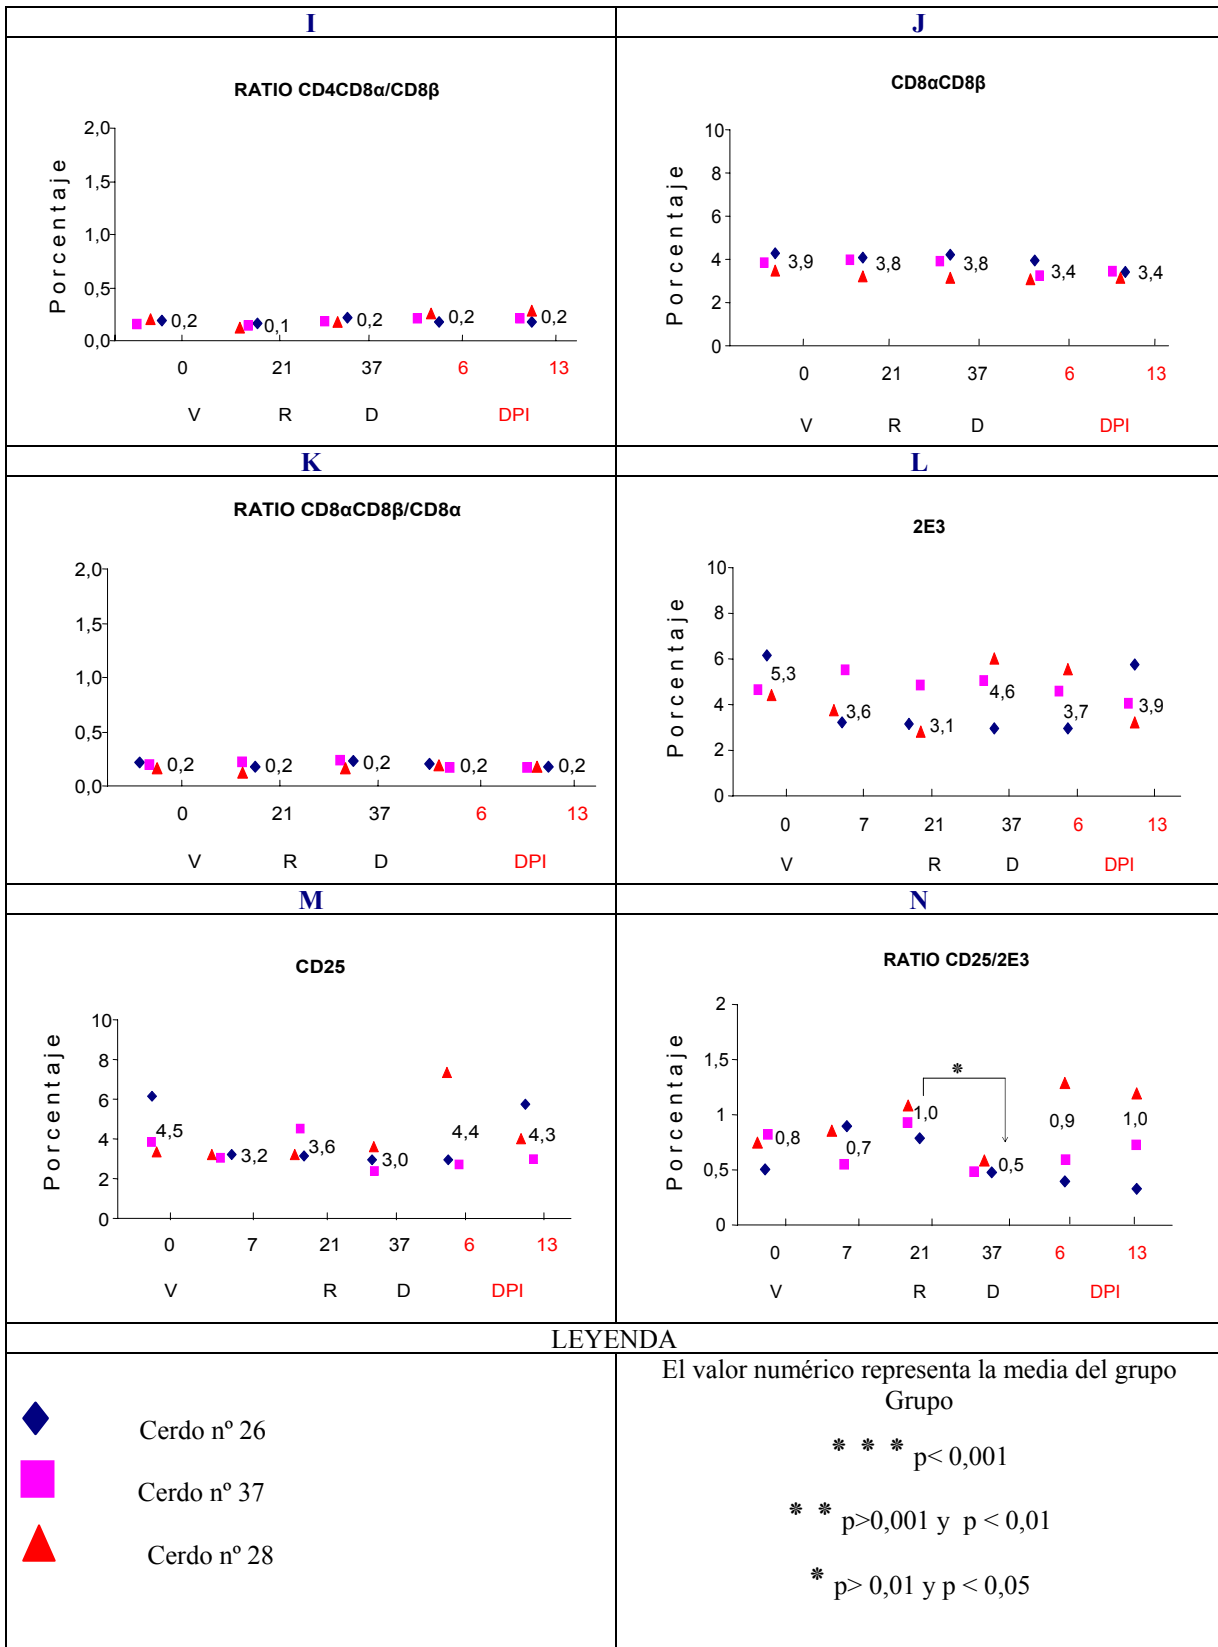 I
RATIO CD4CD8α/CD8β
Porcentaje
2,0
1,5
1,0
0,5
0,0
0,2 0,1 0,2 0,2 0,2
0 21 37 6 13
V R D DPI
J
CD8αCD8β
Porcentaje
10
8
6
4
2
0
3,9 3,8 3,8 3,4 3,4
0 21 37 6 13
V R D DPI
K
RATIO CD8αCD8β/CD8α
2,0
1,5
1,0
0,5
0,0
0,2 0,2 0,2 0,2 0,2
0 21 37 6 13
V R D DPI
L
2E3
Porcentaje
10
8
6
4
2
0
5,3 3,6 3,1 4,6 3,7 3,9
0 7 21 37 6 13
V R D DPI
M
CD25
Porcentaje
10
8
6
4
2
0
4,5 3,2 3,6 3,0 4,4 4,3
0 7 21 37 6 13
V R D DPI
N
RATIO CD25/2E3
Porcentaje
2
1,5
1
0,5
0
*
0,8 0,7 1,0 0,5 0,9 1,0
0 7 21 37 6 13
V R D DPI
LEYENDA
Cerdo nº 26
Cerdo nº 37
Cerdo nº 28
El valor numérico representa la media del grupo
Grupo
* * * p< 0,001
* * p>0,001 y p < 0,01
* p> 0,01 y p < 0,05